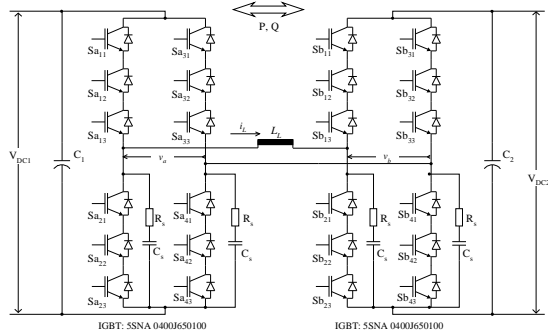 P, Q
Sa11 Sa31 Sb11 Sb31
Sa12 Sa32 Sb12 Sb32
Sa13 Sa33 iL LL Sb13 Sb33
VDC1 C1 va vb C2 VDC2
Sa21 Rs Sa41 Rs Sb21 Rs Sb41 Rs
Sa22 Cs Sa42 Cs Sb22 Cs Sb42 Cs
Sa23 Sa43 Sb23 Sb43
IGBT: 5SNA 0400J650100 IGBT: 5SNA 0400J650100